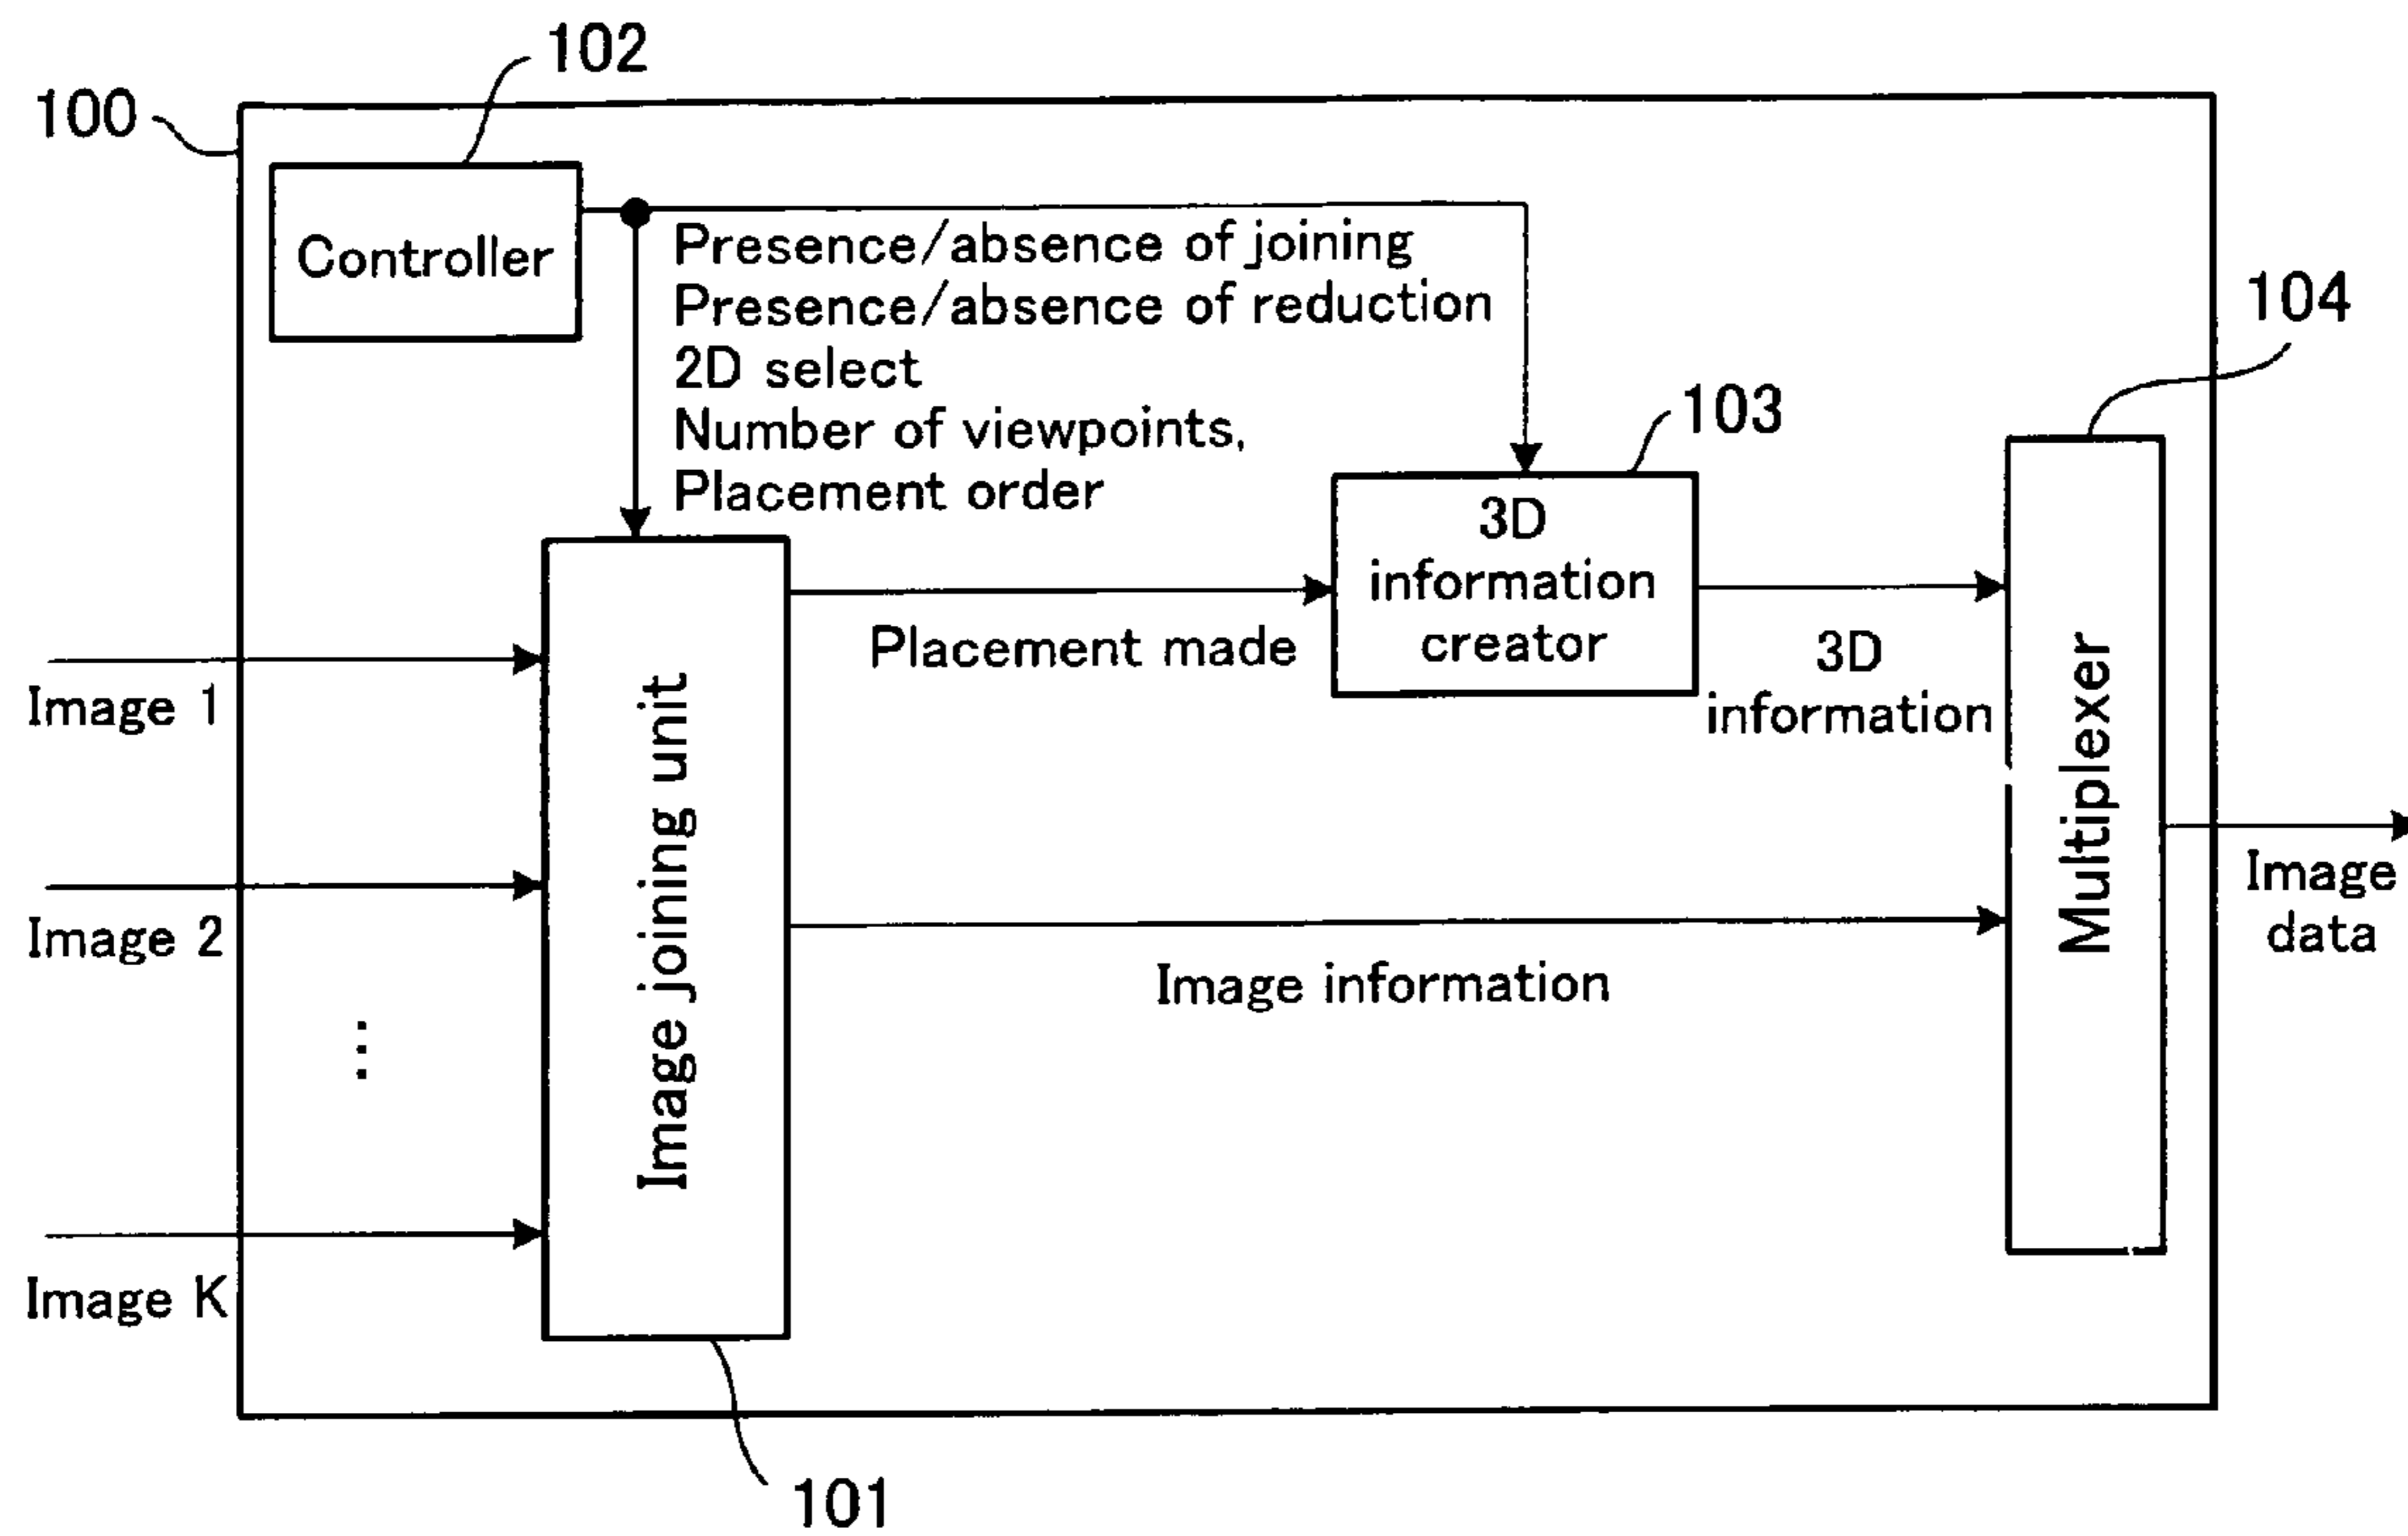 102
100
Controller
Presence/absence of joining
Presence/absence of reduction
2D select
Number of viewpoints,
Placement order
104
103
3D
information
creator
Placement made
3D
information
Image 1
Image joining unit
Multiplexer
Image
data
Image 2
Image information
⋮
Image K
101